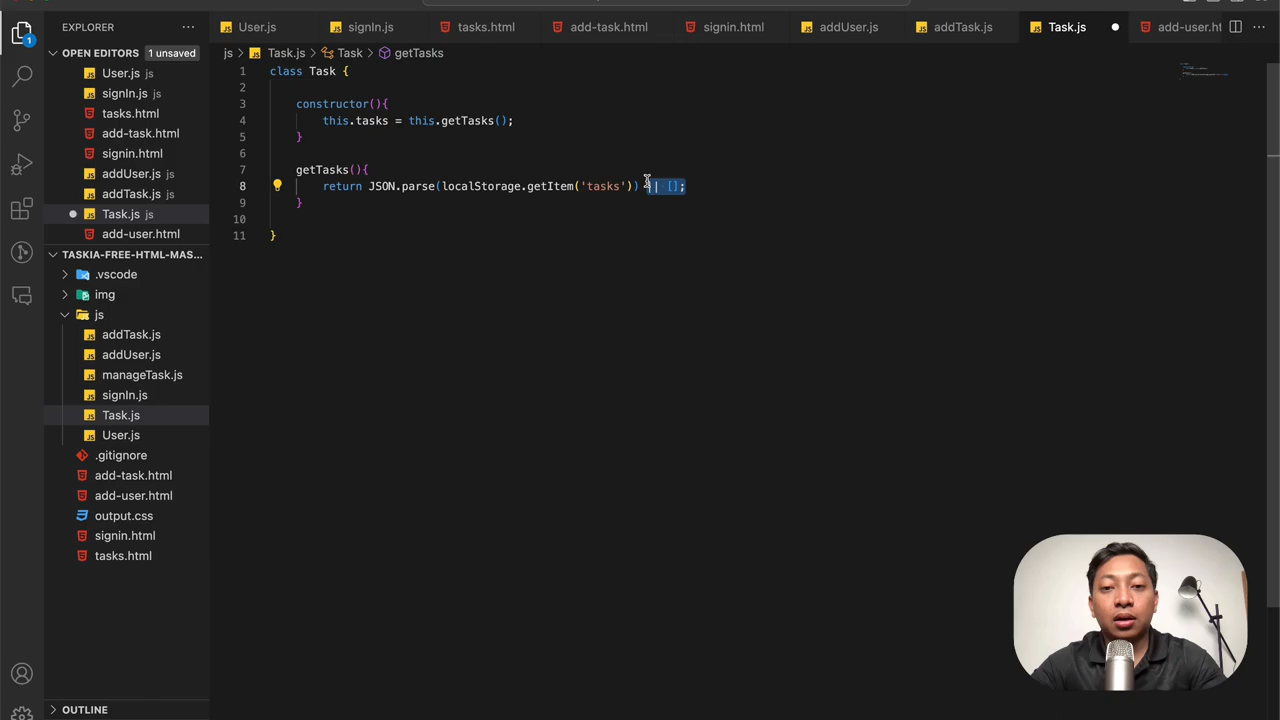 EXPLORER
User.js
signIn.js
tasks.html
add-task.html
signin.html
addUser.js
addTask.js
Task.js
add-user.html
OPEN EDITORS
1 unsaved
js > Task.js > Task > getTasks
User.js js
signIn.js js
tasks.html
add-task.html
signin.html
addUser.js js
addTask.js js
Task.js js
add-user.html
TASKIA-FREE-HTML-MAS...
.vscode
img
js
addTask.js
addUser.js
manageTask.js
signIn.js
Task.js
User.js
.gitignore
add-task.html
add-user.html
output.css
signin.html
tasks.html
OUTLINE
1
1 class Task {
2
3 constructor(){
4 this.tasks = this.getTasks();
5 }
6
7 getTasks(){
8 return JSON.parse(localStorage.getItem('tasks')) || [];
9 }
10
11 }